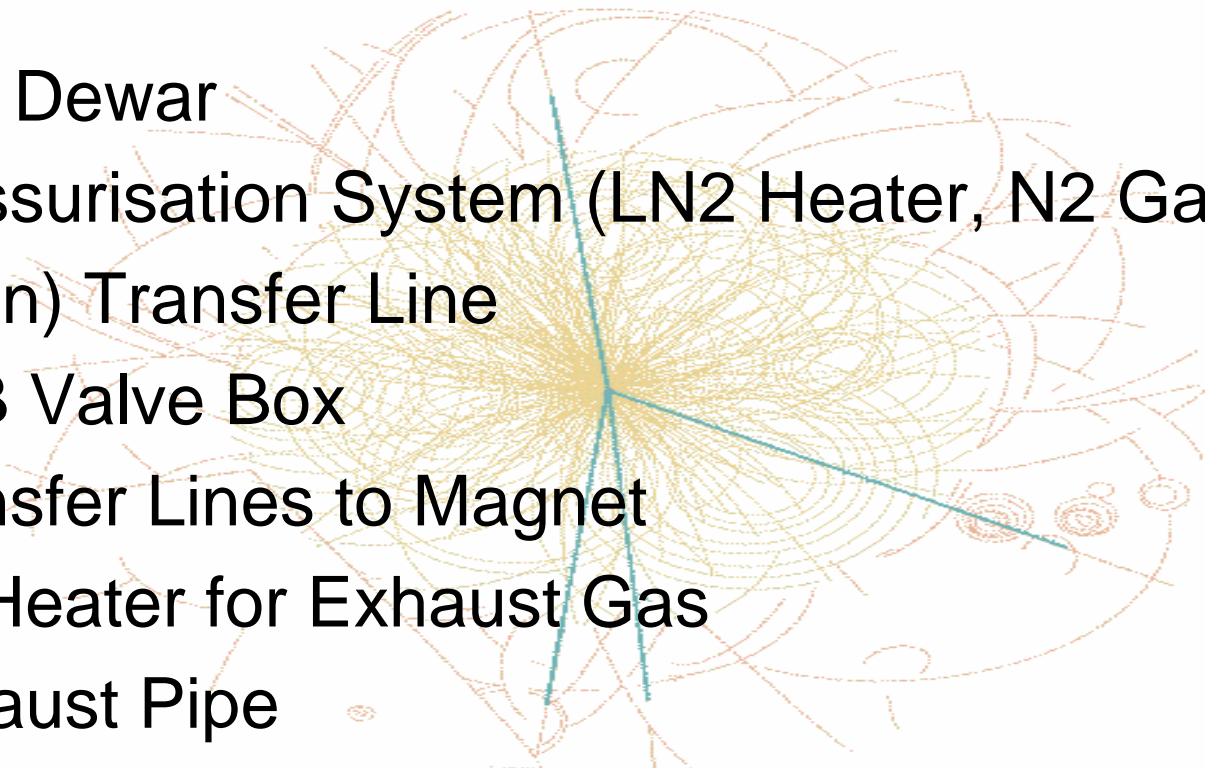 Dewar
ssurisation System (LN2 Heater, N2 Ga
n) Transfer Line
Valve Box
nsfer Lines to Magnet
Heater for Exhaust Gas
aust Pipe